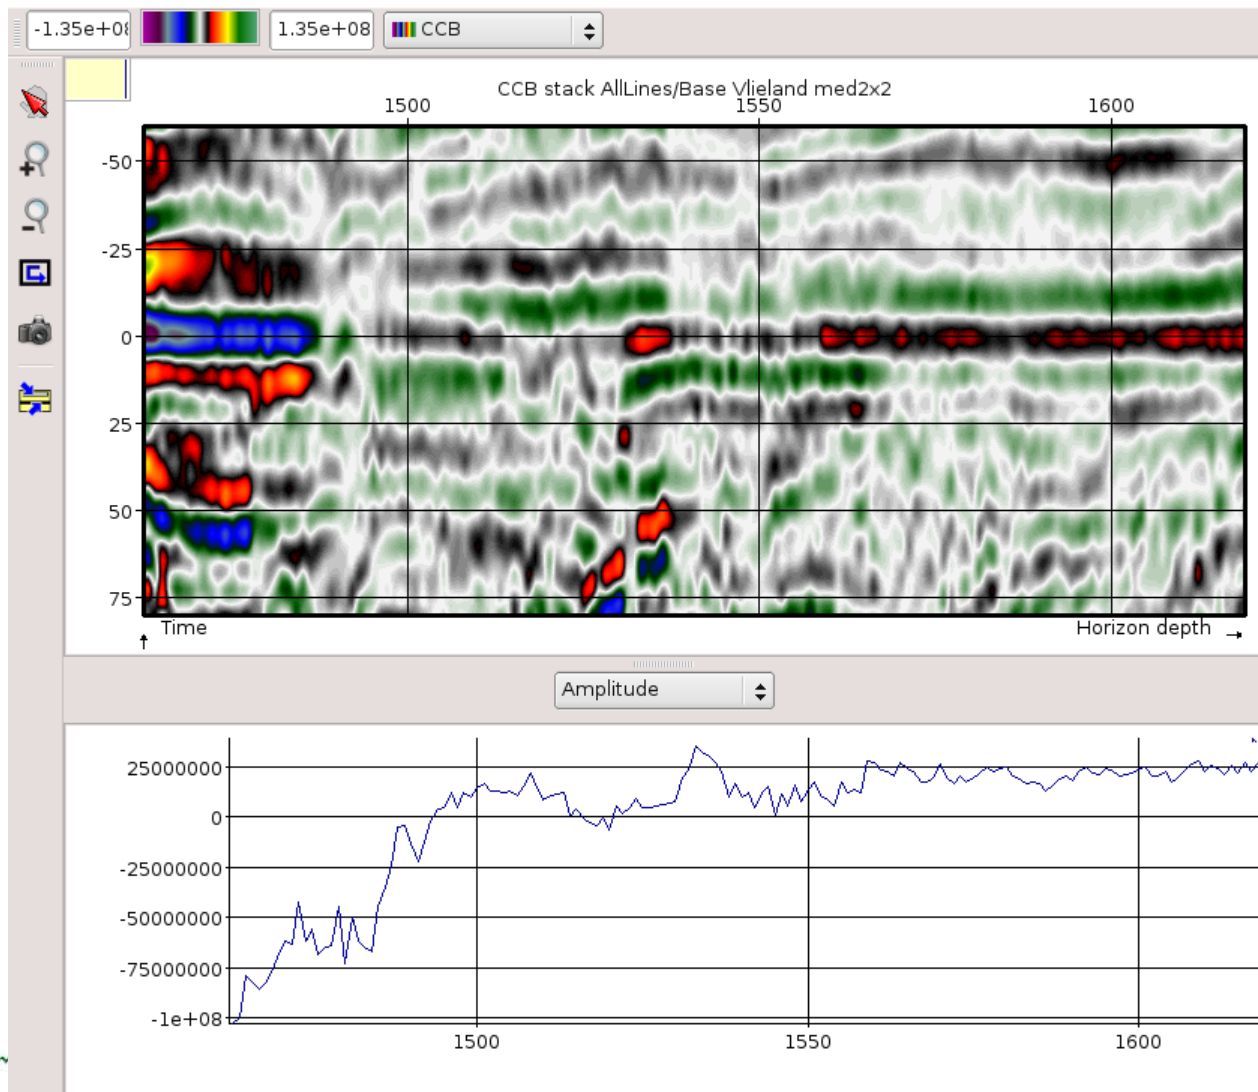 -1.35e+08 1.35e+08 CCB
CCB stack AllLines/Base Vlieland med2x2
1500 1550 1600
-50
-25
0
25
50
75
Time Horizon depth
Amplitude
25000000
0
-25000000
-50000000
-75000000
-1e+08
1500 1550 1600